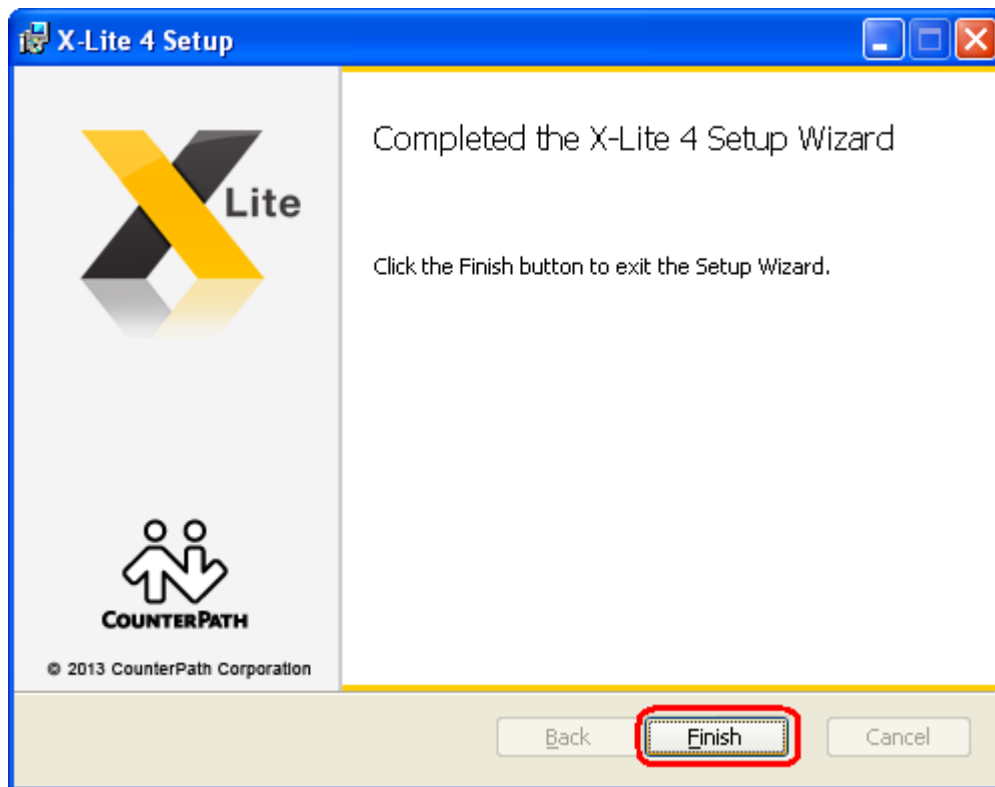 X-Lite 4 Setup
Lite
Completed the X-Lite 4 Setup Wizard
Click the Finish button to exit the Setup Wizard.
COUNTERPATH
© 2013 CounterPath Corporation
Back
Finish
Cancel